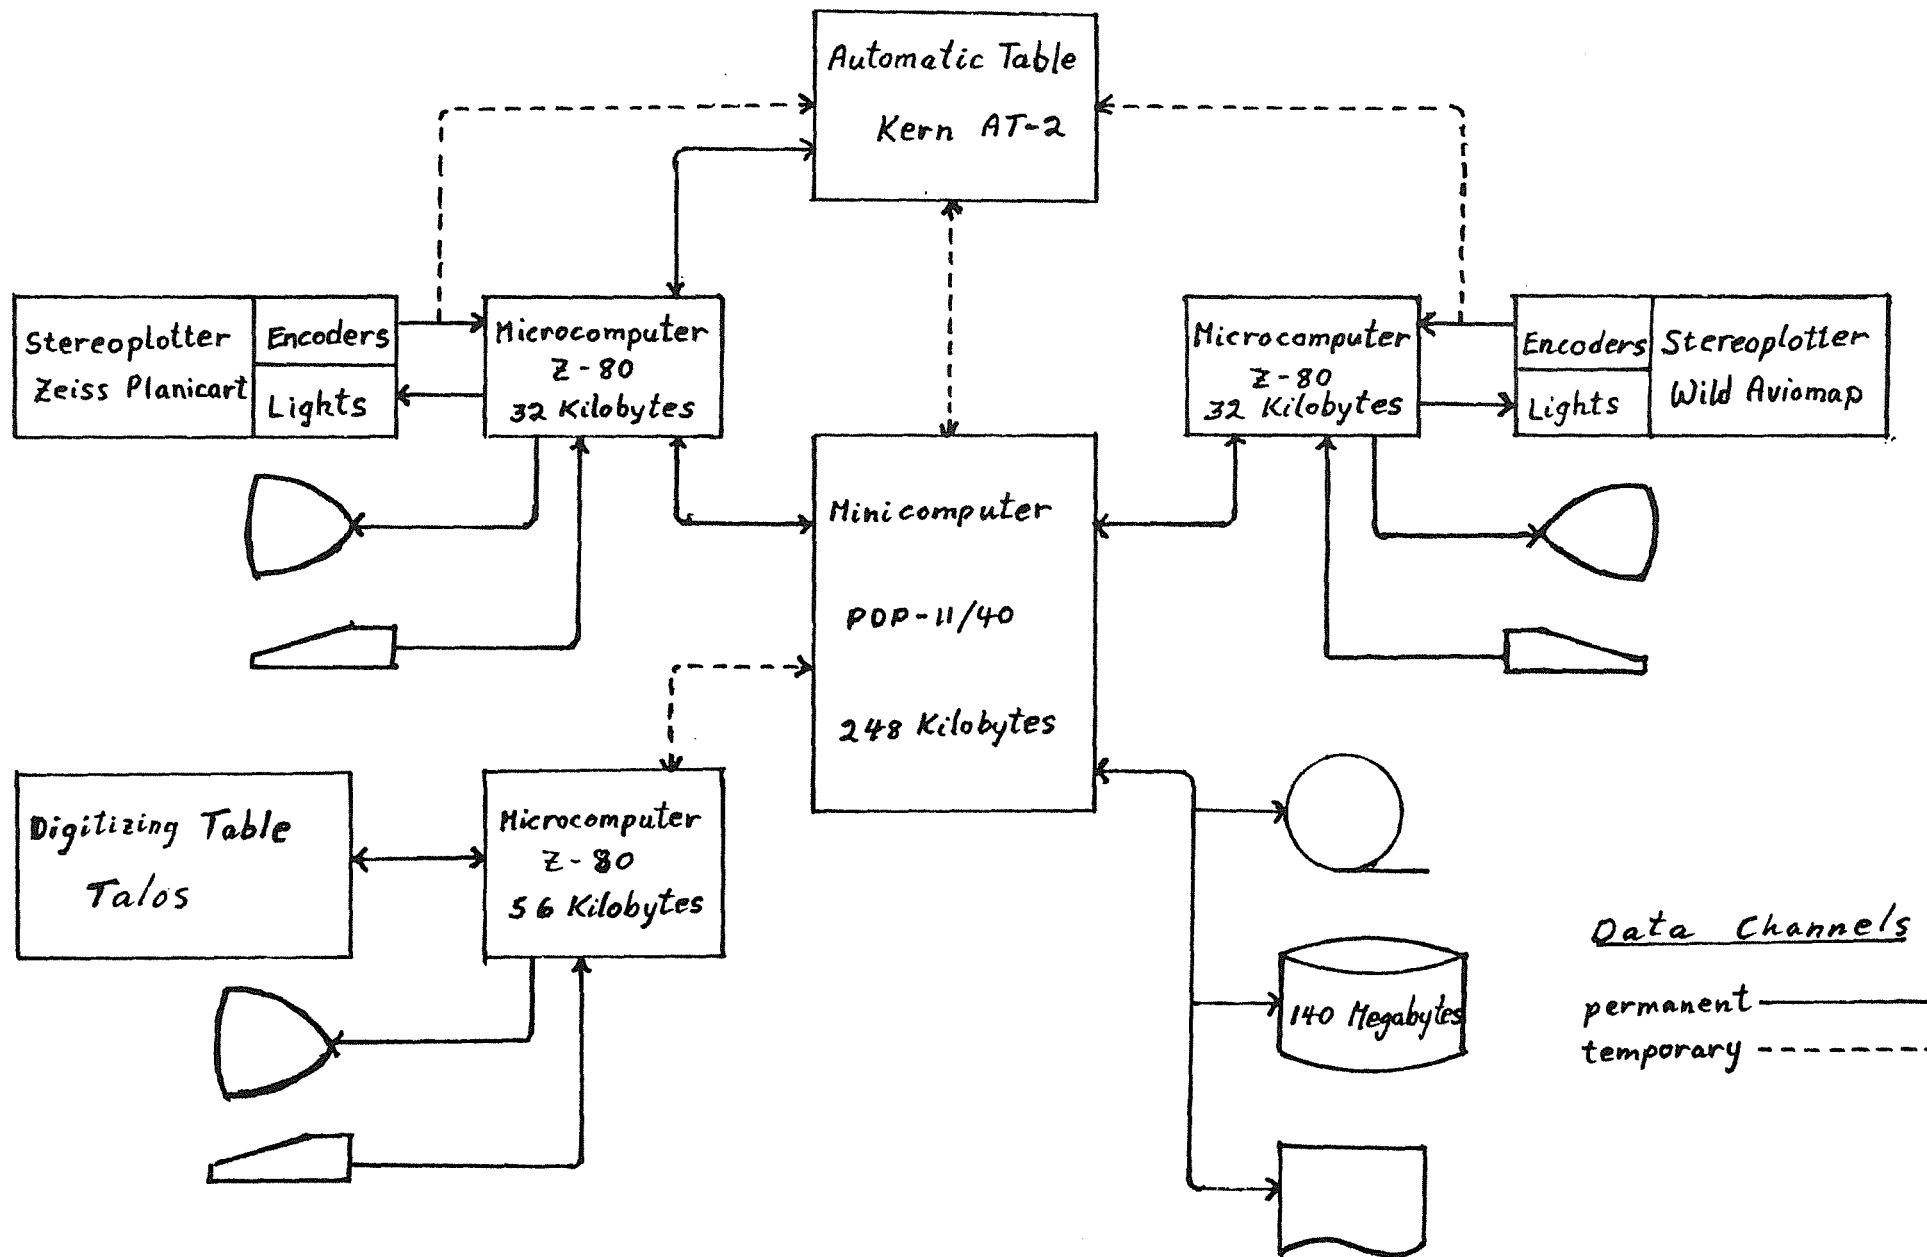 Automatic Table
Kern AT-2
Stereoplotter
Zeiss Planicart
Encoders
Lights
Microcomputer
Z-80
32 Kilobytes
Microcomputer
Z-80
32 Kilobytes
Encoders
Lights
Stereoplotter
Wild Aviomap
Minicomputer
PDP-11/40
248 Kilobytes
Digitizing Table
Talos
Microcomputer
Z-80
56 Kilobytes
140 Megabytes
Data Channels
permanent
temporary